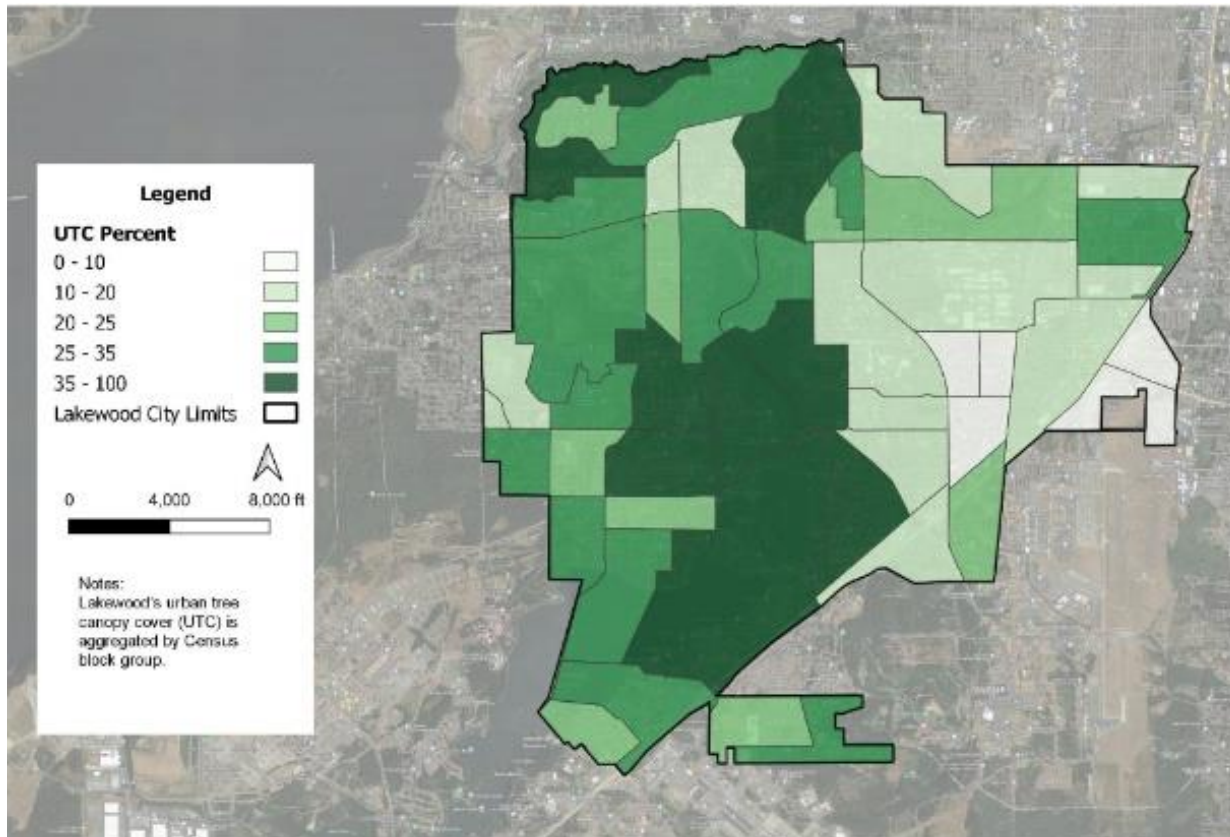 Legend
UTC Percent
0 - 10
10 - 20
20 - 25
25 - 35
35 - 100
Lakewood City Limits
0 4,000 8,000 ft
Notes:
Lakewood's urban tree
canopy cover (UTC) is
aggregated by Census
block group.